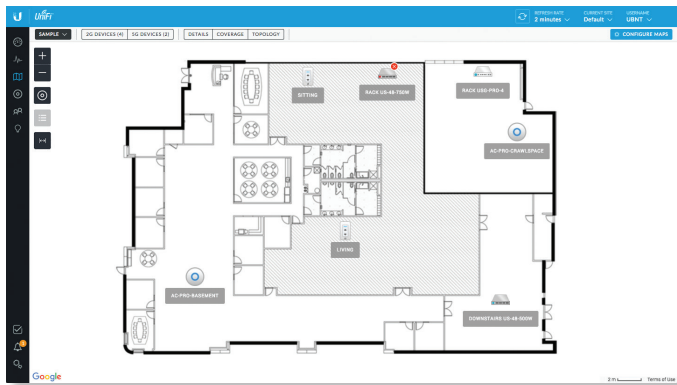 UniFi
REFRESH RATE
2 minutes
CURRENT SITE
Default
USERNAME
UBNT
SAMPLE
2G DEVICES (4)
5G DEVICES (2)
DETAILS
COVERAGE
TOPOLOGY
CONFIGURE MAPS
SITTING
RACK US-48-750W
RACK USG-PRO-4
AC-PRO-CRAWLSPACE
LIVING
AC-PRO-BASEMENT
DOWNSTAIRS US-48-500W
Google
2 m
Terms of Use